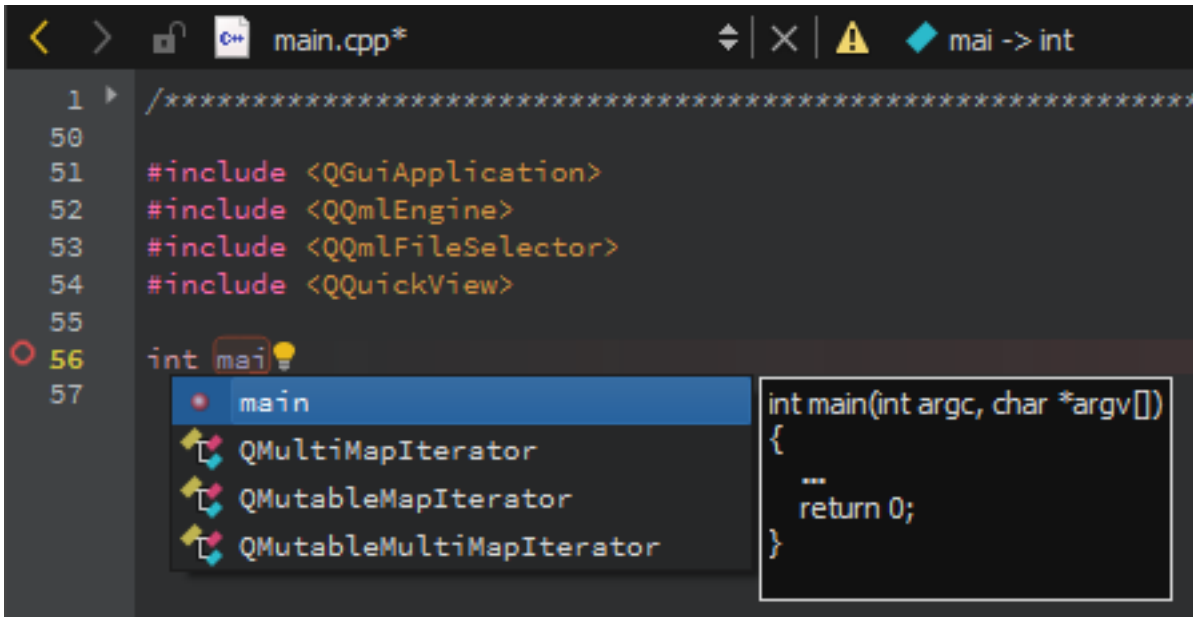 C++ main.cpp* mai -> int
1 /***********************************************************
50
51 #include <QGuiApplication>
52 #include <QQmlEngine>
53 #include <QQmlFileSelector>
54 #include <QQuickView>
55
56 int mai
57
main
QMultiMapIterator
QMutableMapIterator
QMutableMultiMapIterator
int main(int argc, char *argv[])
{
...
return 0;
}